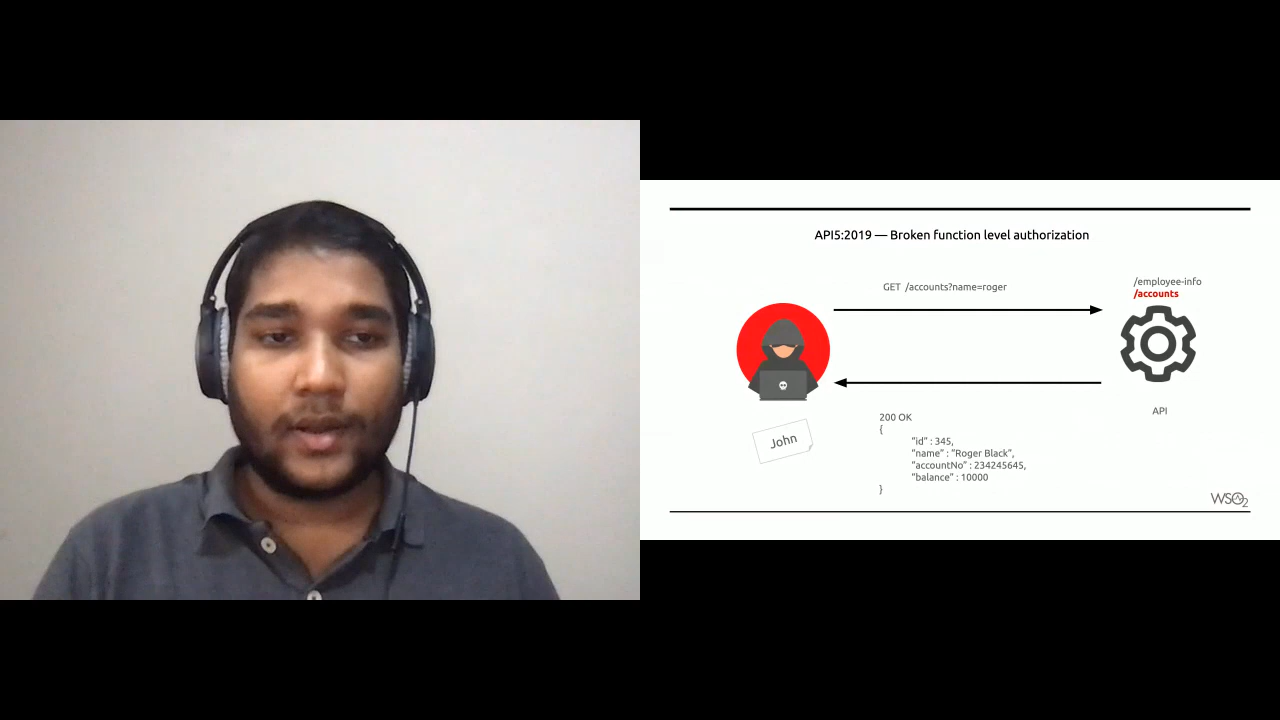 API5:2019 — Broken function level authorization
GET /accounts?name=roger
/employee-info
/accounts
API
John
200 OK
{
"id" : 345,
"name" : "Roger Black",
"accountNo" : 234245645,
"balance" : 10000
}
WSO2